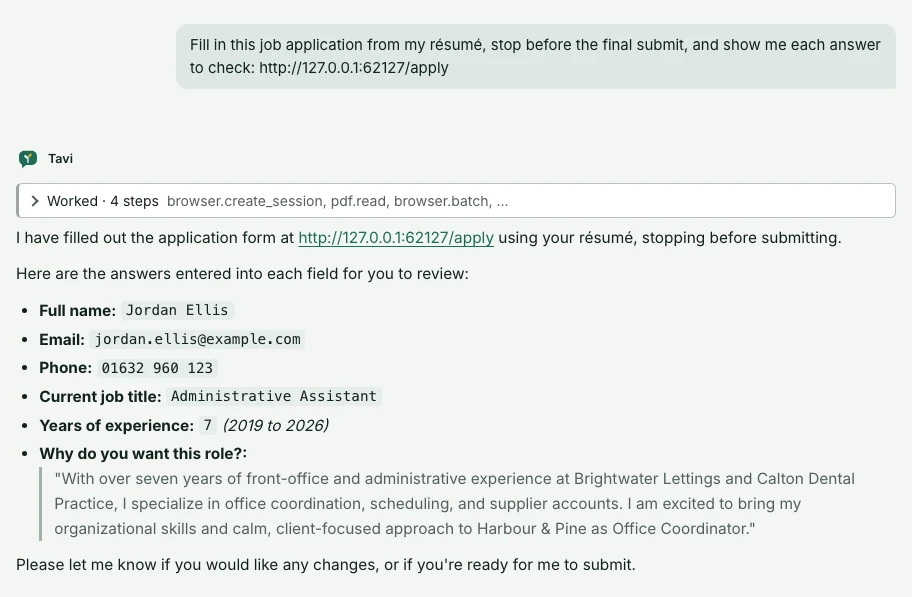 Fill in this job application from my résumé, stop before the final submit, and show me each answer
to check: http://127.0.0.1:62127/apply
Tavi
Worked · 4 steps browser.create_session, pdf.read, browser.batch, ...
I have filled out the application form at http://127.0.0.1:62127/apply using your résumé, stopping before submitting.
Here are the answers entered into each field for you to review:
• Full name: Jordan Ellis
• Email: jordan.ellis@example.com
• Phone: 01632 960 123
• Current job title: Administrative Assistant
• Years of experience: 7 (2019 to 2026)
• Why do you want this role?:
"With over seven years of front-office and administrative experience at Brightwater Lettings and Calton Dental
Practice, I specialize in office coordination, scheduling, and supplier accounts. I am excited to bring my
organizational skills and calm, client-focused approach to Harbour & Pine as Office Coordinator."
Please let me know if you would like any changes, or if you're ready for me to submit.